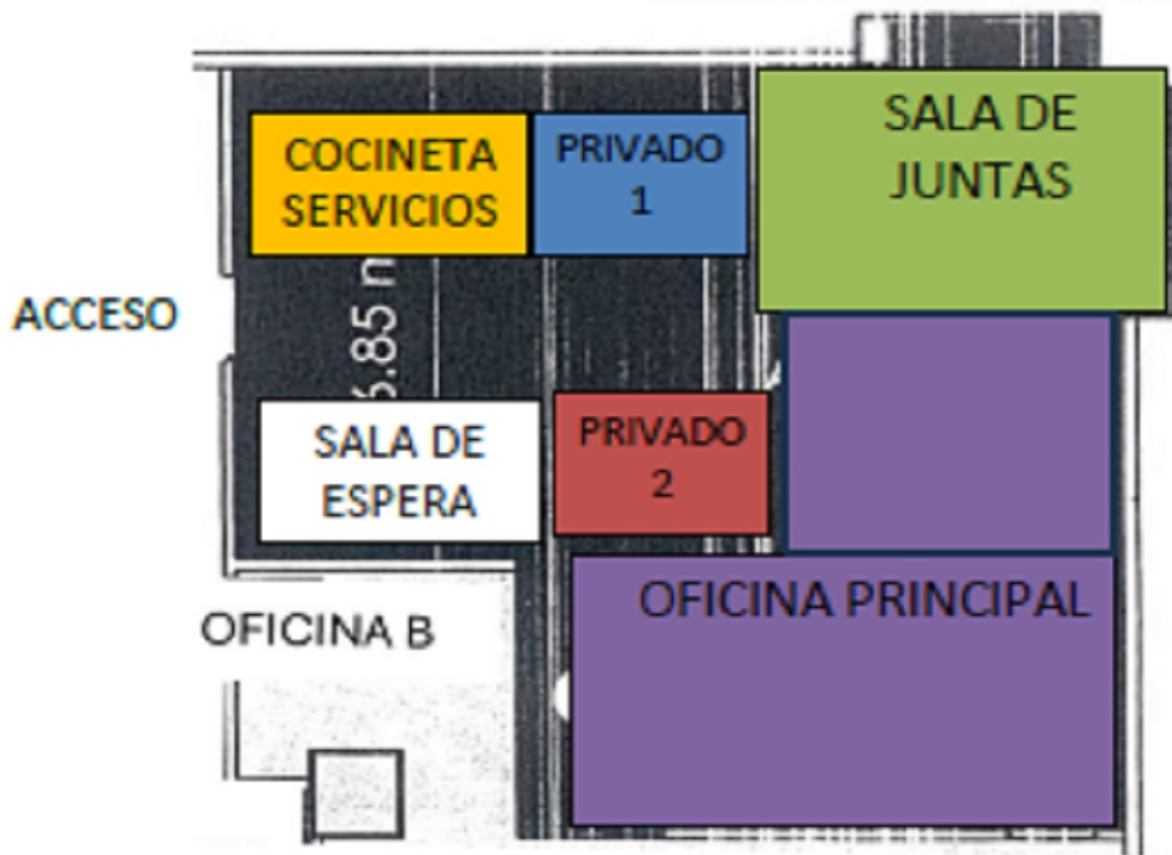 COCINETA
SERVICIOS
PRIVADO
1
SALA DE
JUNTAS
ACCESO
SALA DE
ESPERA
PRIVADO
2
OFICINA PRINCIPAL
OFICINA B